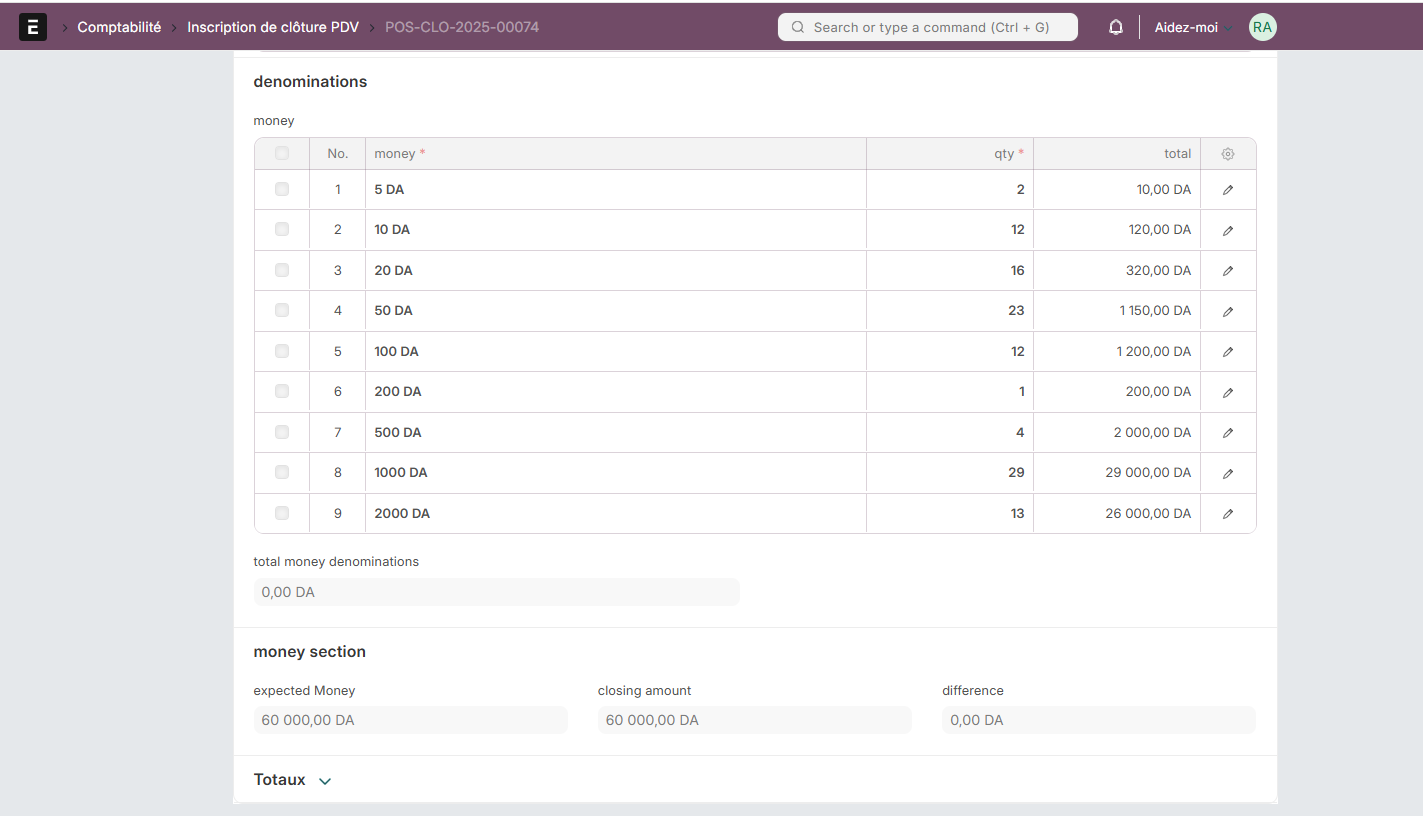 E Comptabilité Inscription de clôture PDV POS-CLO-2025-00074 Search or type a command (Ctrl + G) Aidez-moi RA
denominations
money
No. money * qty * total
1 5 DA 2 10,00 DA
2 10 DA 12 120,00 DA
3 20 DA 16 320,00 DA
4 50 DA 23 1 150,00 DA
5 100 DA 12 1 200,00 DA
6 200 DA 1 200,00 DA
7 500 DA 4 2 000,00 DA
8 1000 DA 29 29 000,00 DA
9 2000 DA 13 26 000,00 DA
total money denominations
0,00 DA
money section
expected Money closing amount difference
60 000,00 DA 60 000,00 DA 0,00 DA
Totaux